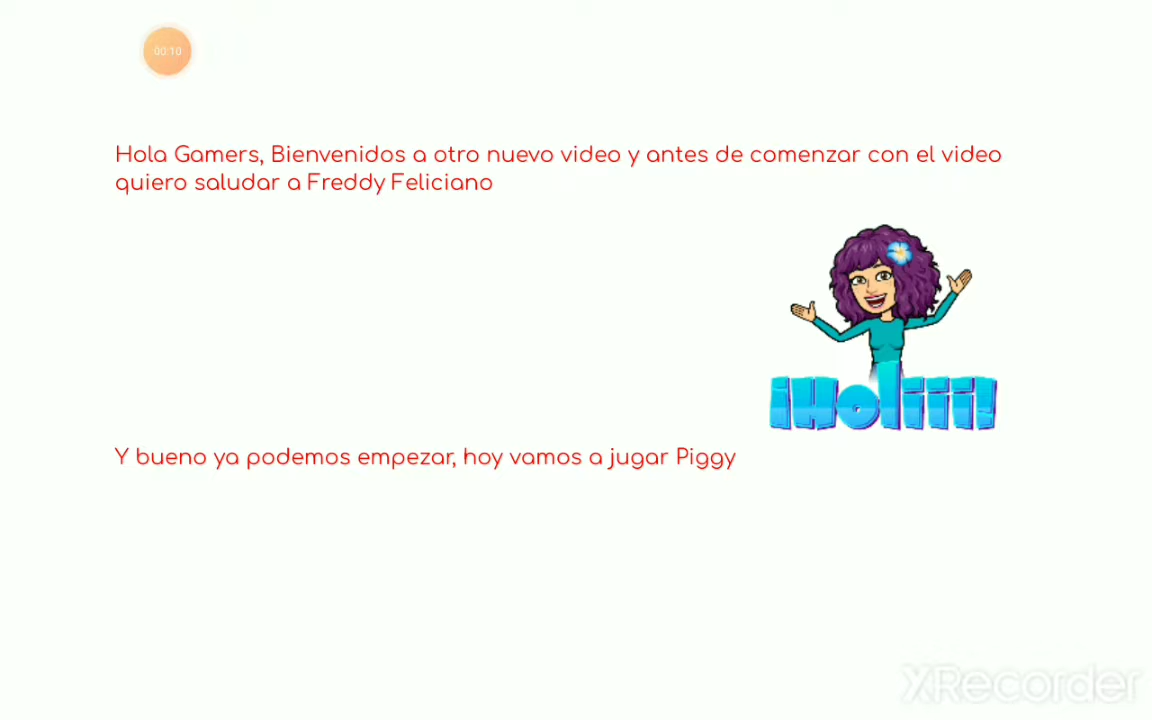 00:10
Hola Gamers, Bienvenidos a otro nuevo video y antes de comenzar con el video
quiero saludar a Freddy Feliciano
¡Holiiii!
Y bueno ya podemos empezar, hoy vamos a jugar Piggy
XRecorder